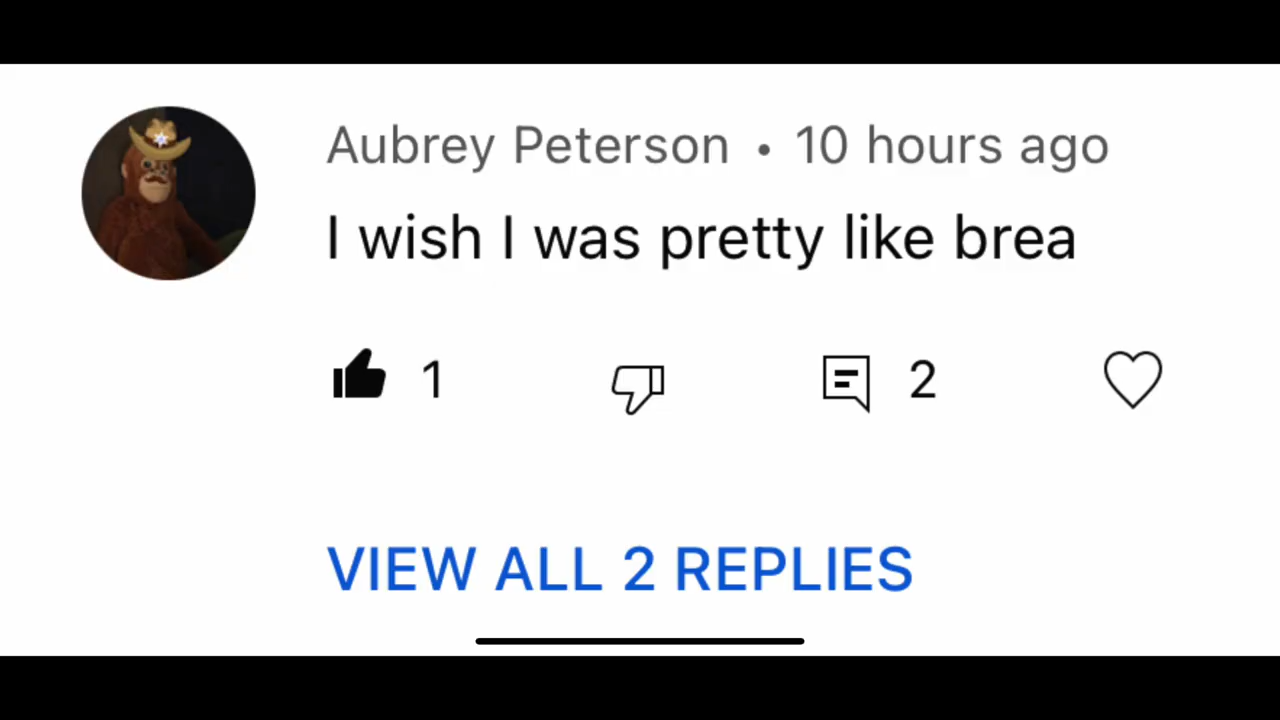 Aubrey Peterson • 10 hours ago
I wish I was pretty like brea
1 2
VIEW ALL 2 REPLIES